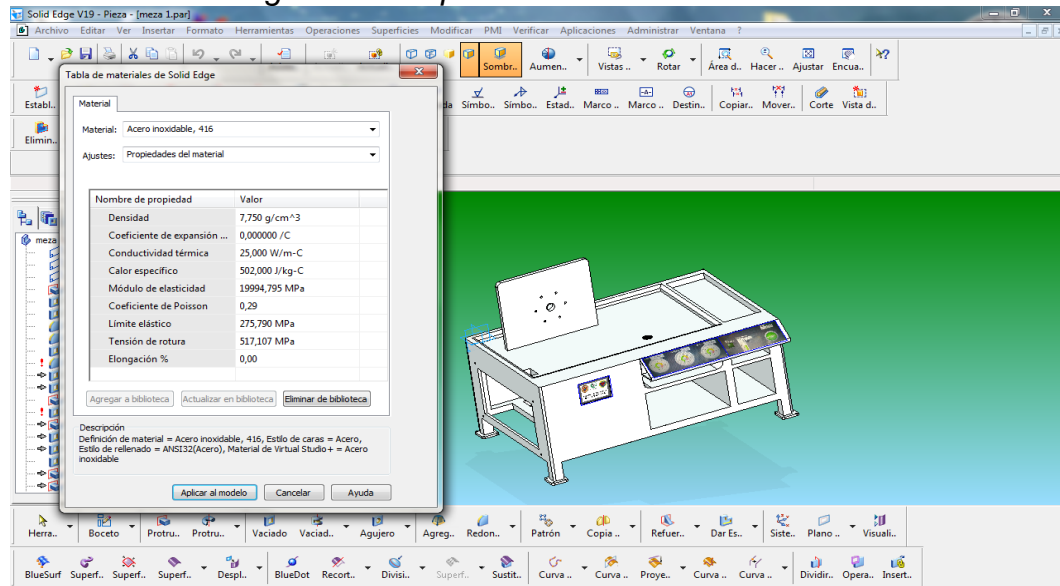 Solid Edge V19 - Pieza - [meza 1.par]
Archivo Editar Ver Insertar Formato Herramientas Operaciones Superficies Modificar PMI Verificar Aplicaciones Administrar Ventana ?
Sombr.. Aumen.. Vistas .. Rotar Área d.. Hacer .. Ajustar Encua..
Tabla de materiales de Solid Edge
Establ.. da Símbo.. Símbo.. Estad.. Marco .. Marco .. Destin.. Copiar.. Mover.. Corte Vista d..
Material
Elimin..
Material: Acero inoxidable, 416
Ajustes: Propiedades del material
Nombre de propiedad Valor
Densidad 7,750 g/cm^3
meza
Coeficiente de expansión ... 0,000000 /C
Conductividad térmica 25,000 W/m-C
Calor específico 502,000 J/kg-C
Módulo de elasticidad 19994,795 MPa
Coeficiente de Poisson 0,29
Límite elástico 275,790 MPa
Tensión de rotura 517,107 MPa
Elongación % 0,00
Agregar a biblioteca Actualizar en biblioteca Eliminar de biblioteca
Descripción
Definición de material = Acero inoxidable, 416, Estilo de caras = Acero,
Estilo de rellenado = ANSI32(Acero), Material de Virtual Studio+ = Acero
inoxidable
Aplicar al modelo Cancelar Ayuda
Herra.. Boceto Protru.. Protru.. Vaciado Vaciad.. Agujero Agreg.. Redon.. Patrón Copia .. Refuer.. Dar Es.. Siste.. Plano .. Visuali..
BlueSurf Superf.. Superf.. Superf.. Despl.. BlueDot Recort.. Divisi.. Superf.. Sustit.. Curva .. Curva .. Proye.. Curva .. Curva .. Dividir.. Opera.. Insert..